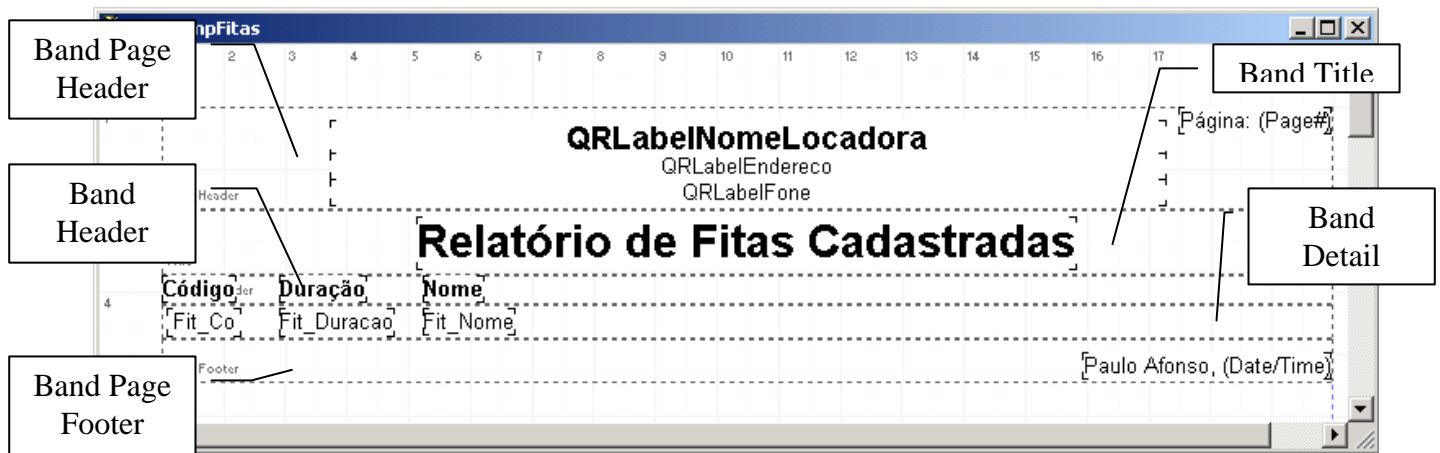 mpFitas
Band Page
Header
2 3 4 5 6 7 8 9 10 11 12 13 14 15 16 17
Band Title
Página: (Page#)
QRLabelNomeLocadora
QRLabelEndereco
QRLabelFone
Header
Band
Header
Relatório de Fitas Cadastradas
Band
Detail
Código Duração Nome
4
Fit_Co Fit_Duracao Fit_Nome
Footer
Paulo Afonso, (Date/Time)
Band Page
Footer